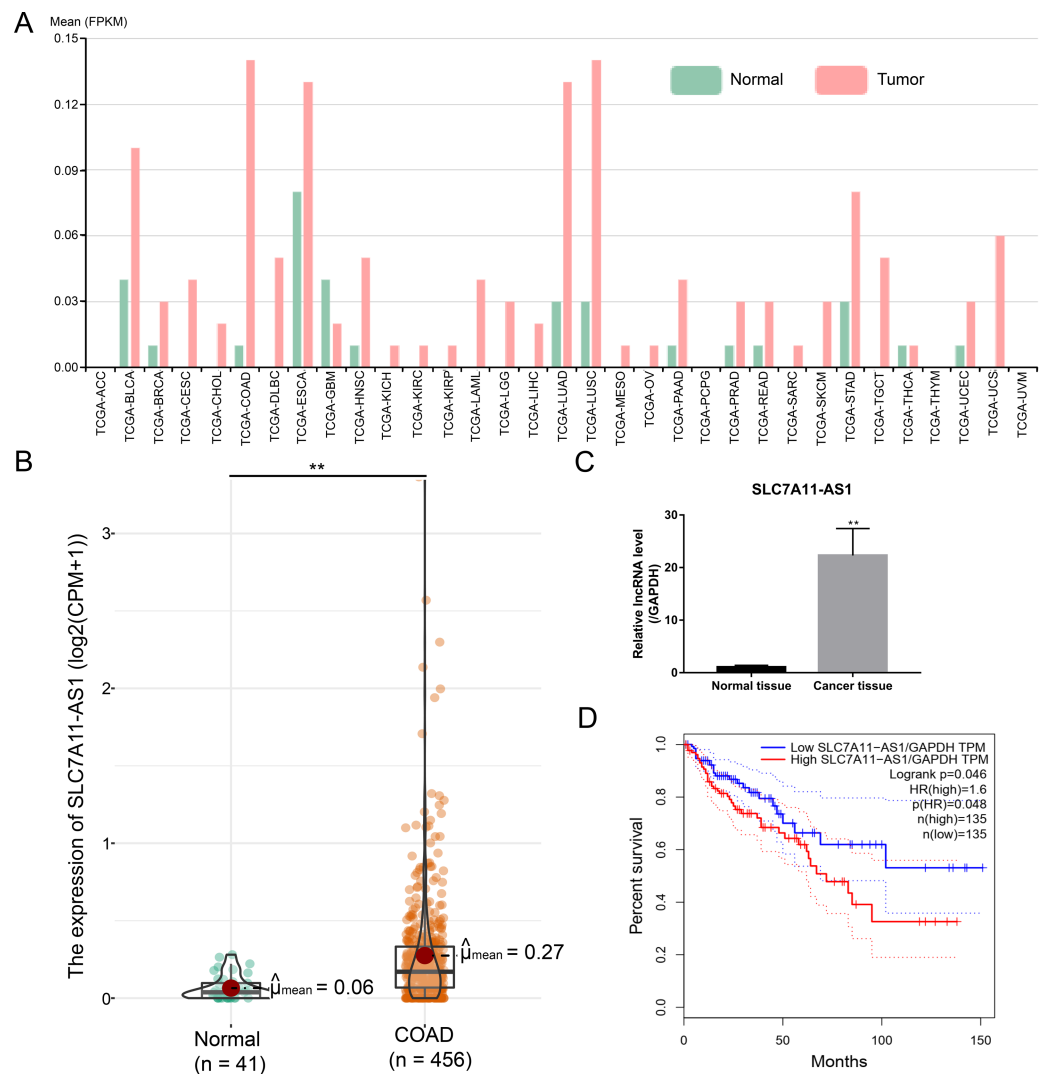 A
Mean (FPKM)
0.15
0.12
0.09
0.06
0.03
0.00
Normal
Tumor
TCGA-ACC
TCGA-BLCA
TCGA-BRCA
TCGA-CESC
TCGA-CHOL
TCGA-COAD
TCGA-DLBC
TCGA-ESCA
TCGA-GBM
TCGA-HNSC
TCGA-KICH
TCGA-KIRC
TCGA-KIRP
TCGA-LAML
TCGA-LGG
TCGA-LIHC
TCGA-LUAD
TCGA-LUSC
TCGA-MESO
TCGA-OV
TCGA-PAAD
TCGA-PCPG
TCGA-PRAD
TCGA-READ
TCGA-SARC
TCGA-SKCM
TCGA-STAD
TCGA-TGCT
TCGA-THCA
TCGA-THYM
TCGA-UCEC
TCGA-UCS
TCGA-UVM
B
**
The expression of SLC7A11-AS1 (log2(CPM+1))
3
2
1
0
μ̂mean = 0.06
μ̂mean = 0.27
Normal
(n = 41)
COAD
(n = 456)
C
SLC7A11-AS1
Relative lncRNA level
(/GAPDH)
30
20
10
0
**
Normal tissue
Cancer tissue
D
Percent survival
1.0
0.8
0.6
0.4
0.2
0.0
Low SLC7A11−AS1/GAPDH TPM
High SLC7A11−AS1/GAPDH TPM
Logrank p=0.046
HR(high)=1.6
p(HR)=0.048
n(high)=135
n(low)=135
0
50
100
150
Months